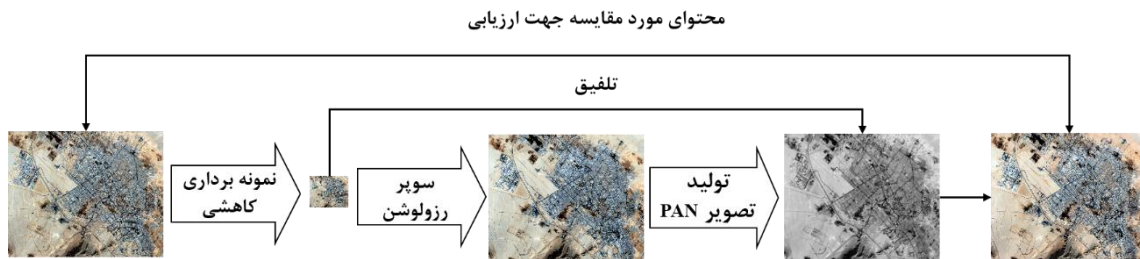 محتوای مورد مقایسه جهت ارزیابی
تلفیق
نمونه برداری
کاهشی
سوپر
رزولوشن
تولید
تصویر PAN